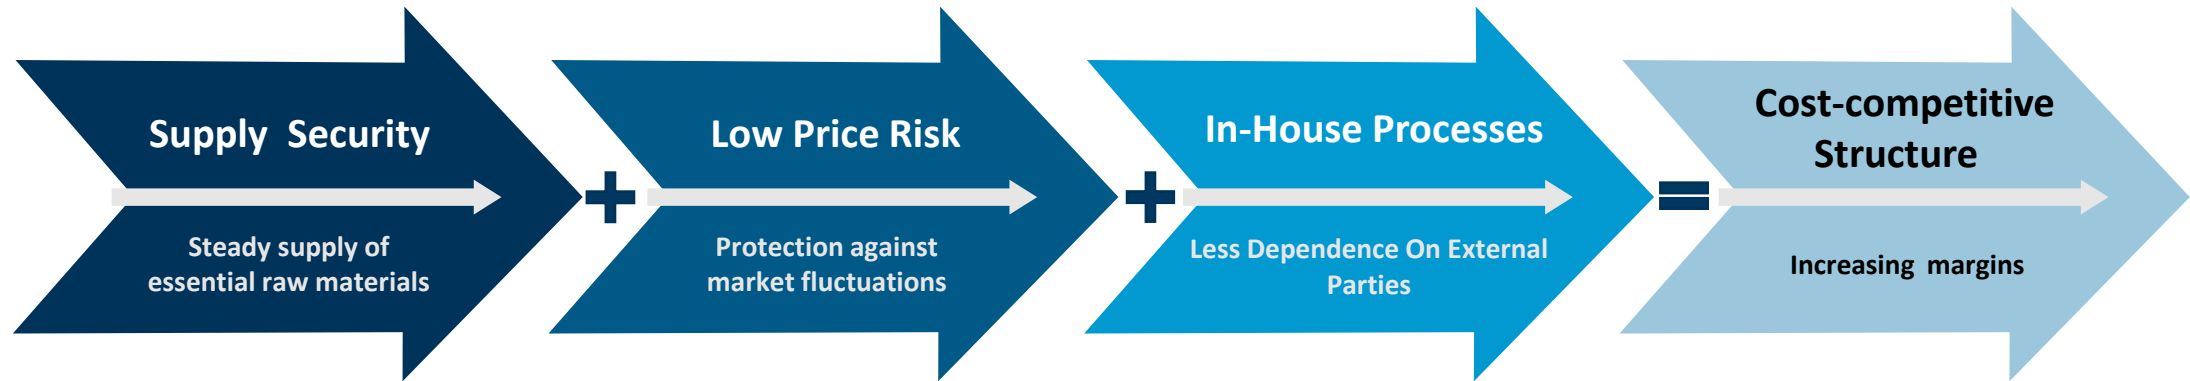 Supply  Security
Steady supply of
essential raw materials
+
Low Price Risk
Protection against
market fluctuations
+
In-House Processes
Less Dependence On External
Parties
=
Cost-competitive
Structure
Increasing  margins